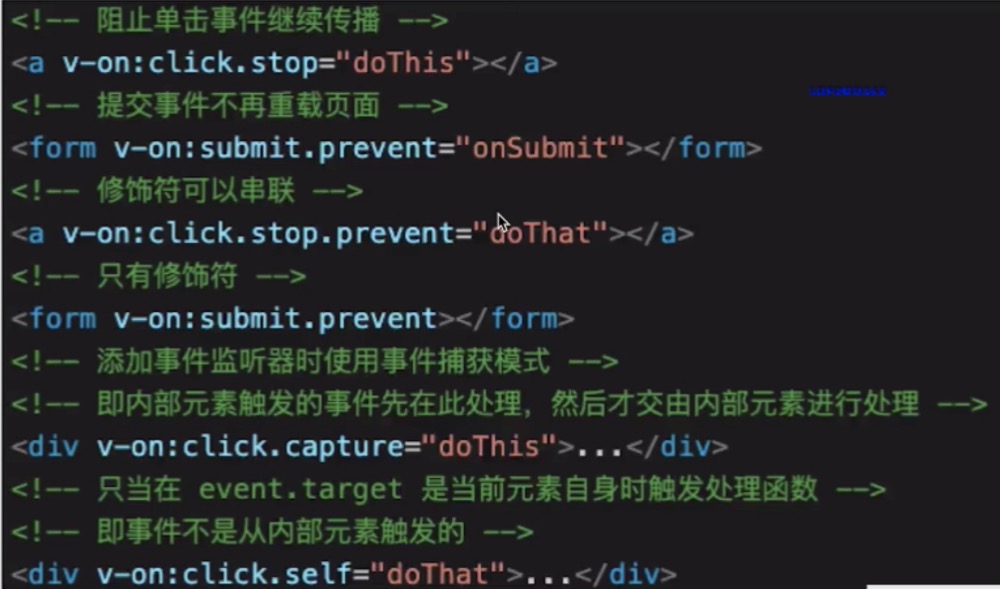 <!-- 阻止单击事件继续传播 -->
<a v-on:click.stop="doThis"></a>
<!-- 提交事件不再重载页面 -->
<form v-on:submit.prevent="onSubmit"></form>
<!-- 修饰符可以串联 -->
<a v-on:click.stop.prevent="doThat"></a>
<!-- 只有修饰符 -->
<form v-on:submit.prevent></form>
<!-- 添加事件监听器时使用事件捕获模式 -->
<!-- 即内部元素触发的事件先在此处理，然后才交由内部元素进行处理 -->
<div v-on:click.capture="doThis">...</div>
<!-- 只当在 event.target 是当前元素自身时触发处理函数 -->
<!-- 即事件不是从内部元素触发的 -->
<div v-on:click.self="doThat">...</div>